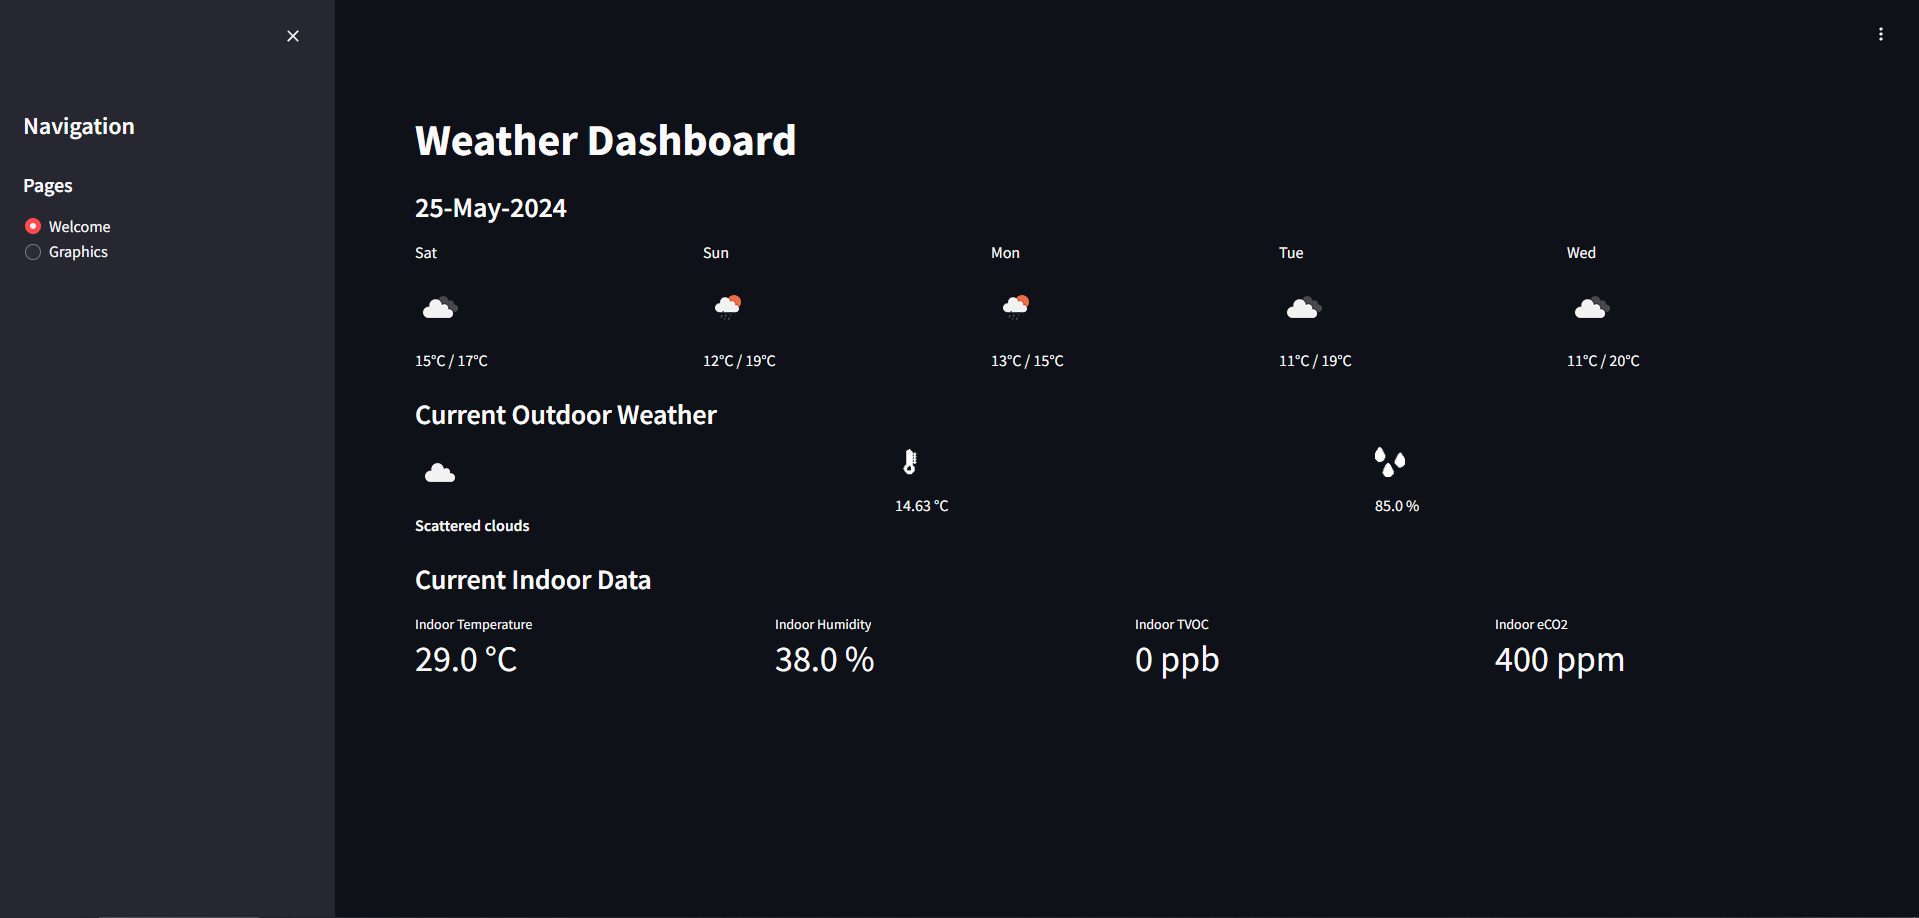 Navigation
Pages
Welcome
Graphics
Weather Dashboard
25-May-2024
Sat Sun Mon Tue Wed
15°C / 17°C 12°C / 19°C 13°C / 15°C 11°C / 19°C 11°C / 20°C
Current Outdoor Weather
14.63 °C 85.0 %
Scattered clouds
Current Indoor Data
Indoor Temperature Indoor Humidity Indoor TVOC Indoor eCO2
29.0 °C 38.0 % 0 ppb 400 ppm